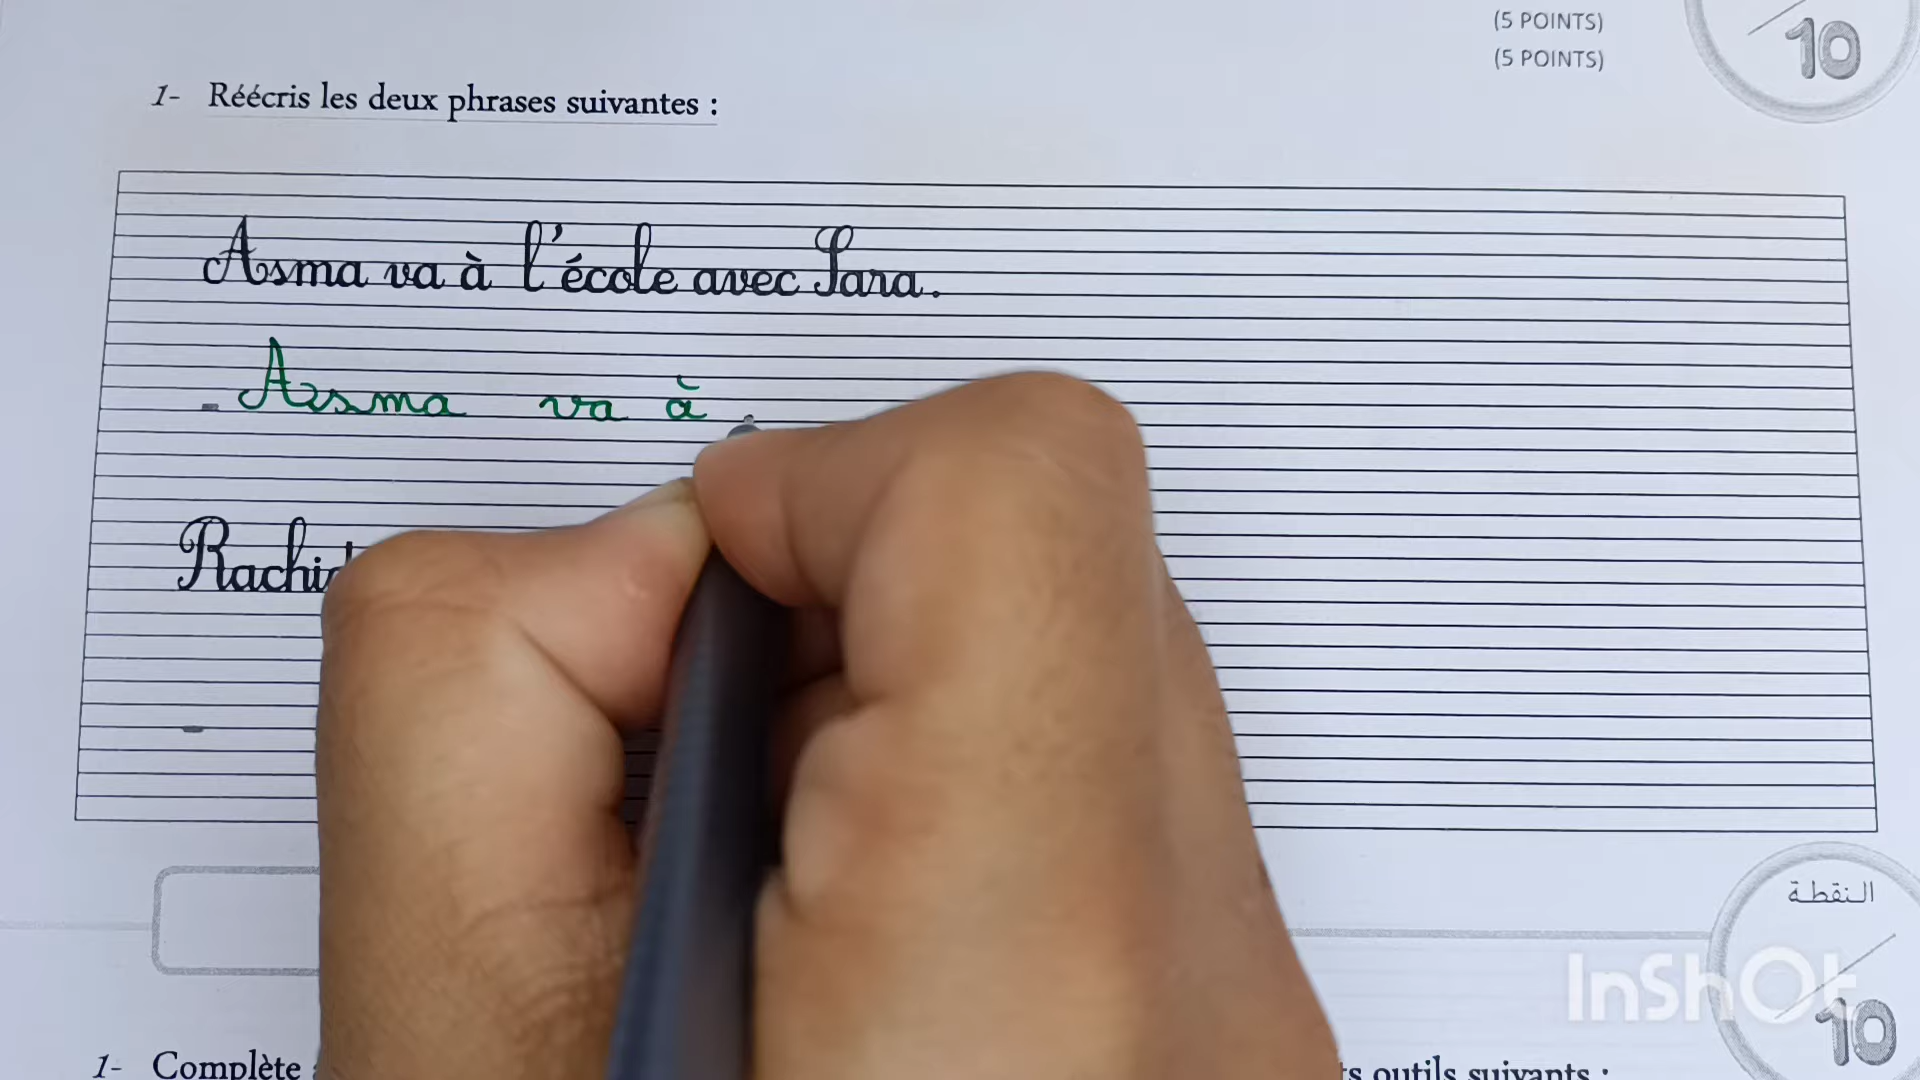 (5 POINTS)
(5 POINTS)
10
1- Réécris les deux phrases suivantes :
Asma va à l'école avec Sara.
Asma va à
النقطة
InShOt
10
1- Complète
outils suivants :